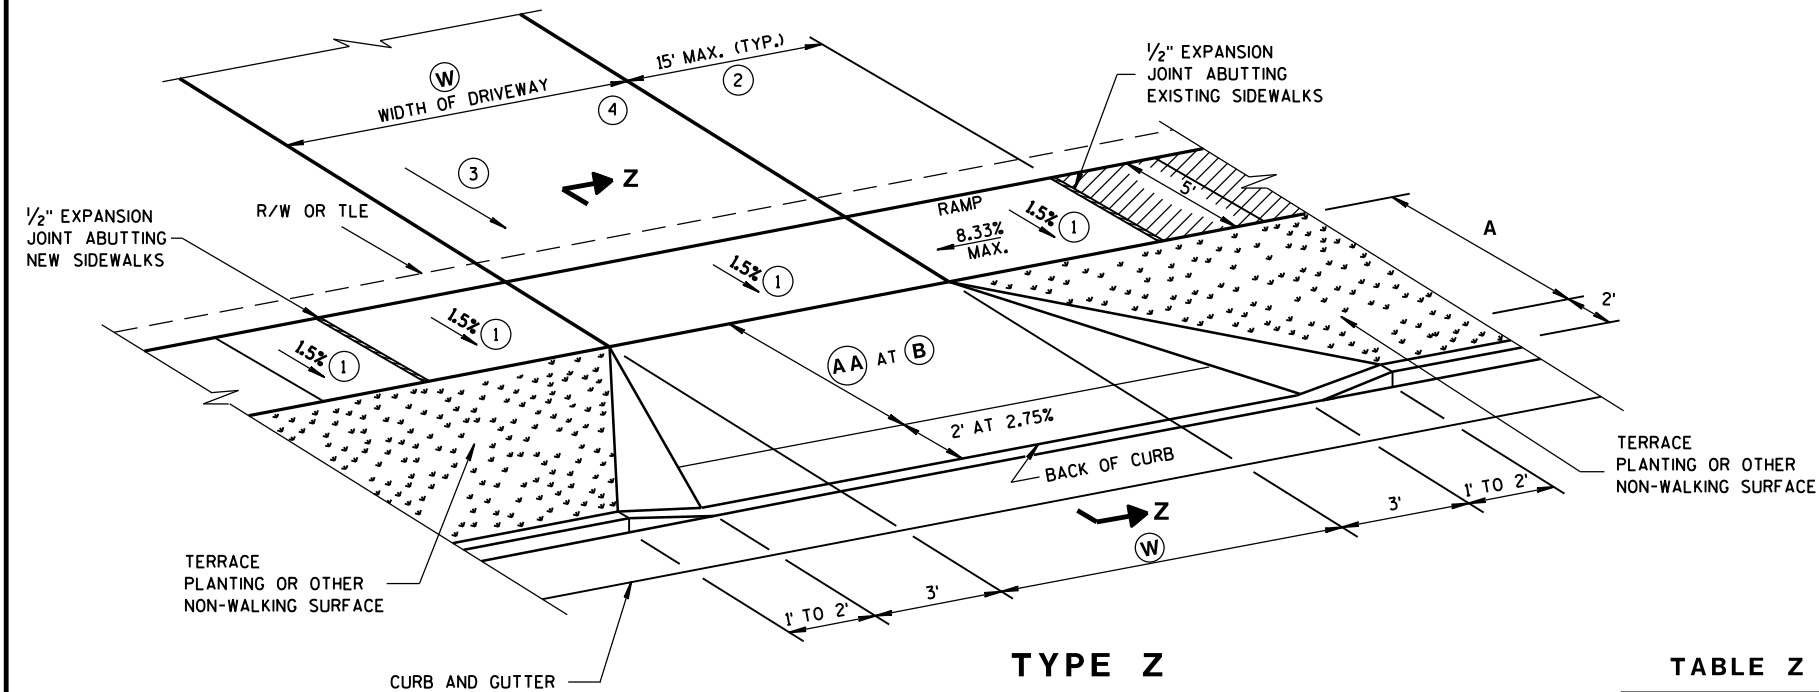 W
WIDTH OF DRIVEWAY
4
15' MAX. (TYP.)
2
1/2" EXPANSION
JOINT ABUTTING
EXISTING SIDEWALKS
3
Z
R/W OR TLE
1/2" EXPANSION
JOINT ABUTTING
NEW SIDEWALKS
RAMP
8.33%
MAX.
1.5% 1
5'
A
2'
1.5% 1
1.5% 1
1.5% 1
AA AT B
2' AT 2.75%
BACK OF CURB
TERRACE
PLANTING OR OTHER
NON-WALKING SURFACE
Z
W
3'
1' TO 2'
TERRACE
PLANTING OR OTHER
NON-WALKING SURFACE
1' TO 2'
3'
CURB AND GUTTER
TYPE Z
TABLE Z